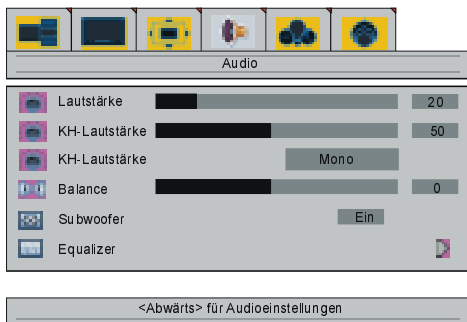 Audio
Lautstärke 20
KH-Lautstärke 50
KH-Lautstärke Mono
Balance 0
Subwoofer Ein
Equalizer
<Abwärts> für Audioeinstellungen